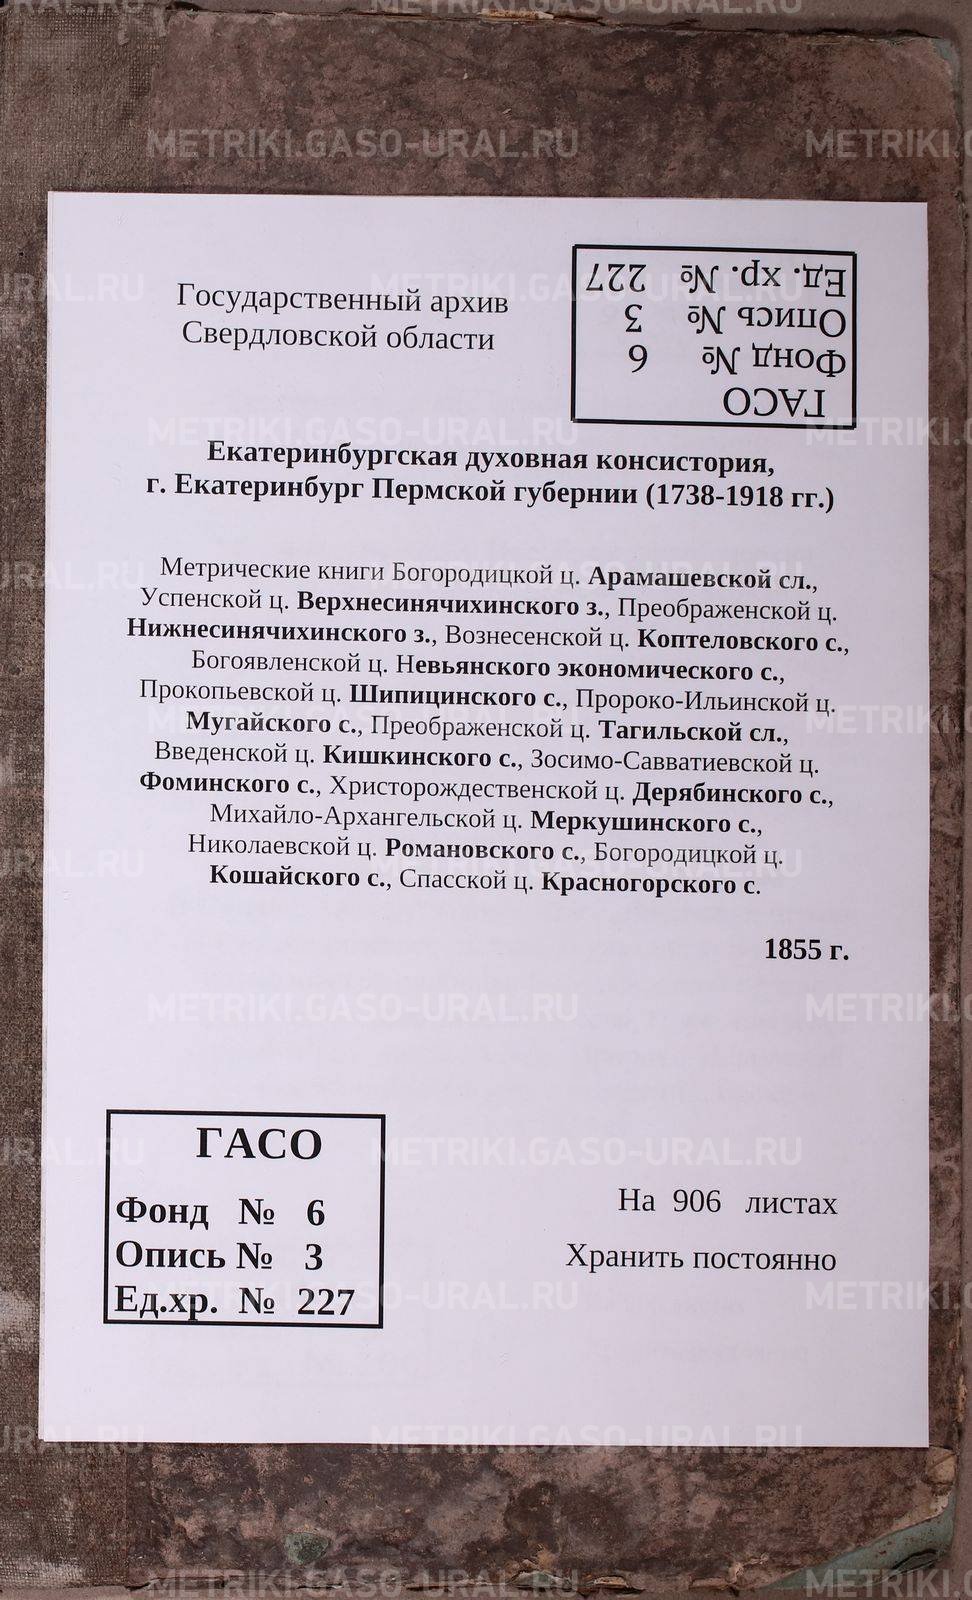 Государственный архив
Свердловской области
Ед. хр. № 227
Опись № 3
Фонд № 6
ГАСО
Екатеринбургская духовная консистория,
г. Екатеринбург Пермской губернии (1738-1918 гг.)
Метрические книги Богородицкой ц. Арамашевской сл.,
Успенской ц. Верхнесинячихинского з., Преображенской ц.
Нижнесинячихинского з., Вознесенской ц. Коптеловского с.,
Богоявленской ц. Невьянского экономического с.,
Прокопьевской ц. Шипицинского с., Пророко-Ильинской ц.
Мугайского с., Преображенской ц. Тагильской сл.,
Введенской ц. Кишкинского с., Зосимо-Савватиевской ц.
Фоминского с., Христорождественской ц. Дерябинского с.,
Михайло-Архангельской ц. Меркушинского с.,
Николаевской ц. Романовского с., Богородицкой ц.
Кошайского с., Спасской ц. Красногорского с.
1855 г.
ГАСО
Фонд № 6
Опись № 3
Ед.хр. № 227
На 906 листах
Хранить постоянно
METRIKI.GASO-URAL.RU